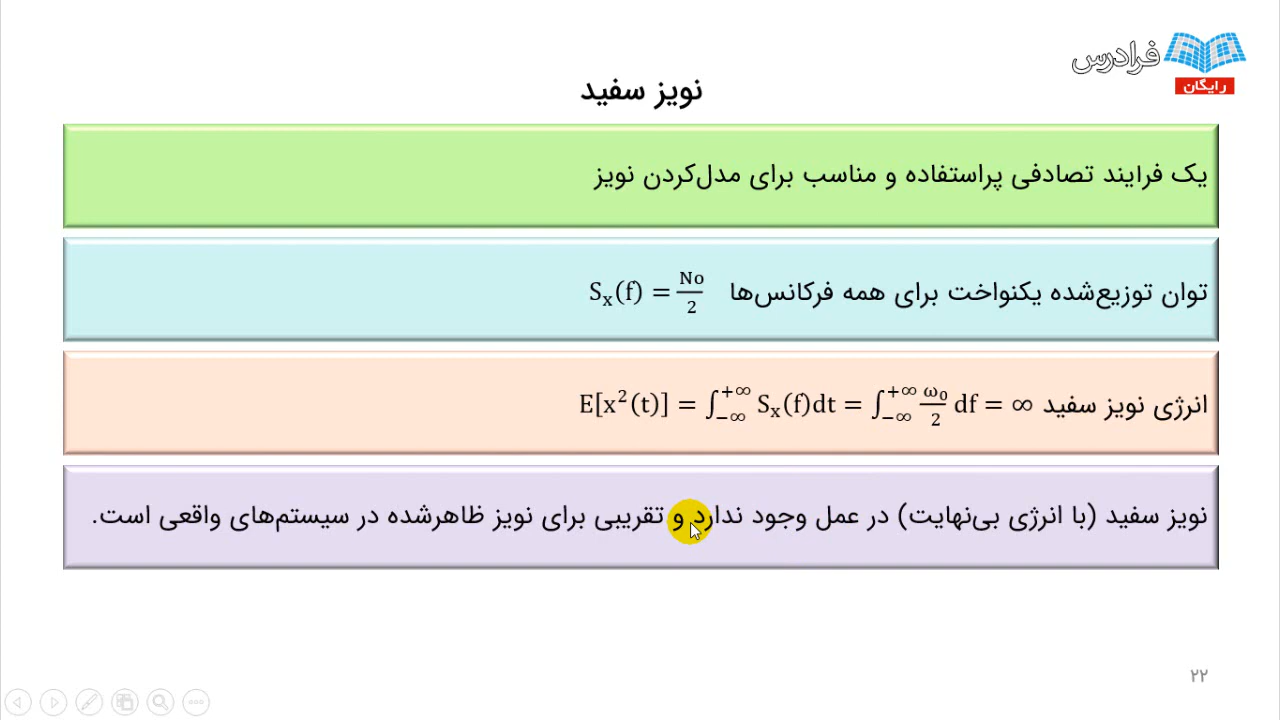 فرادرس
رایگان
نویز سفید
یک فرایند تصادفی پراستفاده و مناسب برای مدل‌کردن نویز
توان توزیع‌شده یکنواخت برای همه فرکانس‌ها Sₓ(f) = No/2
انرژی نویز سفید E[x²(t)] = ∫₋∞⁺∞ Sₓ(f)dt = ∫₋∞⁺∞ ω₀/2 df = ∞
نویز سفید (با انرژی بی‌نهایت) در عمل وجود ندارد و تقریبی برای نویز ظاهرشده در سیستم‌های واقعی است.
۲۲